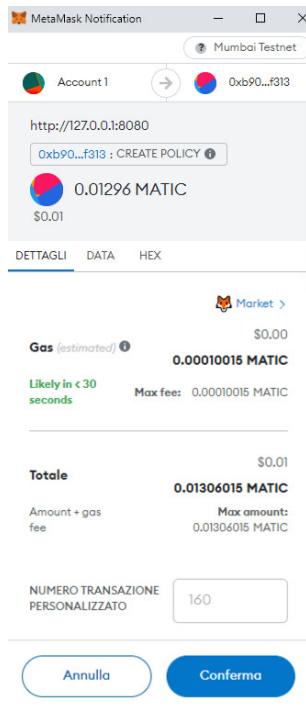 MetaMask Notification
Mumbai Testnet
Account 1
0xb90...f313
http://127.0.0.1:8080
0xb90...f313 : CREATE POLICY
0.01296 MATIC
$0.01
DETTAGLI DATA HEX
Market >
Gas (estimated) $0.00
0.00010015 MATIC
Likely in < 30
seconds
Max fee: 0.00010015 MATIC
Totale $0.01
0.01306015 MATIC
Amount + gas
fee
Max amount:
0.01306015 MATIC
NUMERO TRANSAZIONE
PERSONALIZZATO
160
Annulla Conferma